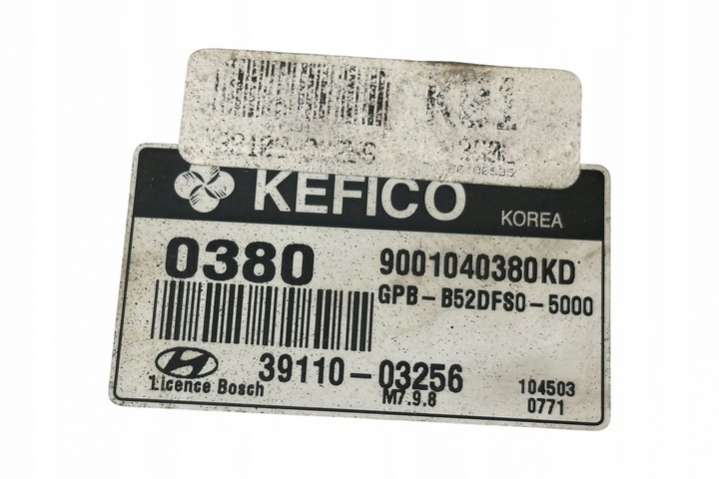 KEFICO KOREA
0380 9001040380KD
GPB-B52DFS0-5000
39110-03256
Licence Bosch M7.9.8
104503
0771